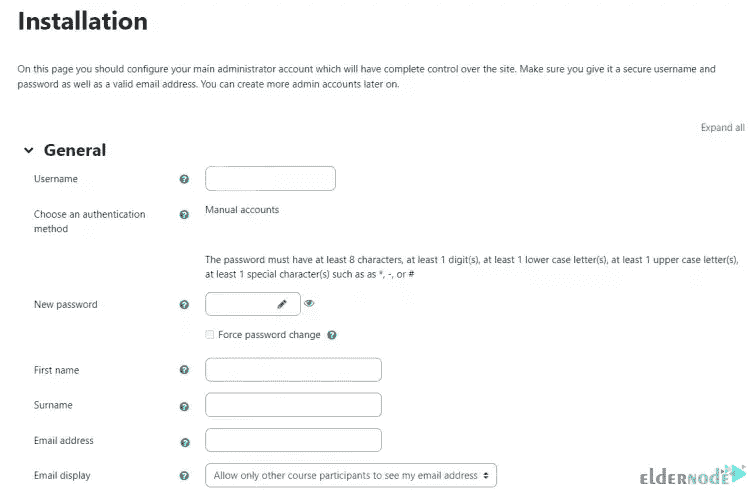 Installation
On this page you should configure your main administrator account which will have complete control over the site. Make sure you give it a secure username and
password as well as a valid email address. You can create more admin accounts later on.
Expand all
General
Username
Choose an authentication
method
Manual accounts
The password must have at least 8 characters, at least 1 digit(s), at least 1 lower case letter(s), at least 1 upper case letter(s),
at least 1 special character(s) such as as *, -, or #
New password
Force password change
First name
Surname
Email address
Email display
Allow only other course participants to see my email address
eldernode